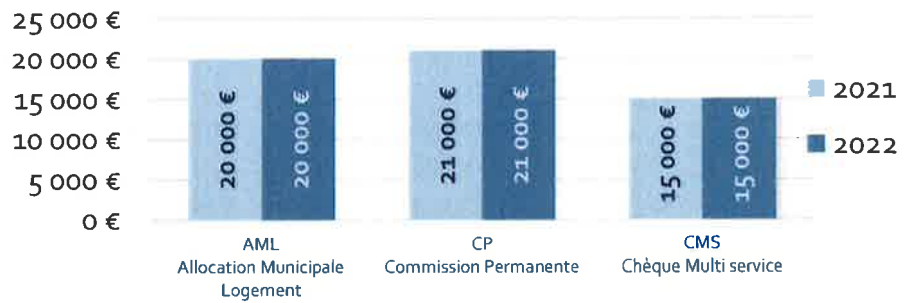 25 000 €
20 000 €
15 000 €
10 000 €
5 000 €
0 €
20 000 €
20 000 €
21 000 €
21 000 €
15 000 €
15 000 €
2021
2022
AML
Allocation Municipale
Logement
CP
Commission Permanente
CMS
Chèque Multi service